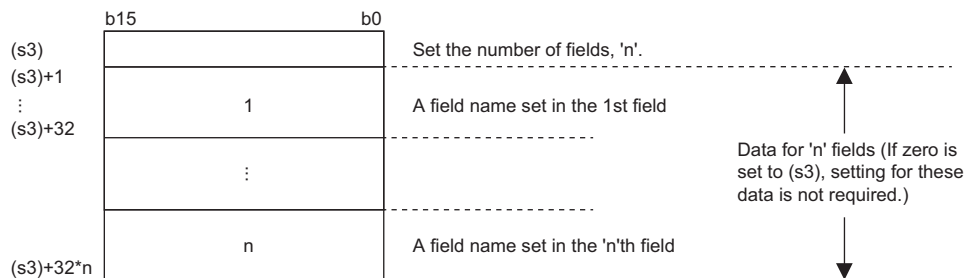 b15 b0
(s3) Set the number of fields, 'n'.
(s3)+1
⋮ 1 A field name set in the 1st field
(s3)+32
⋮
Data for 'n' fields (If zero is
set to (s3), setting for these
data is not required.)
n A field name set in the 'n'th field
(s3)+32*n